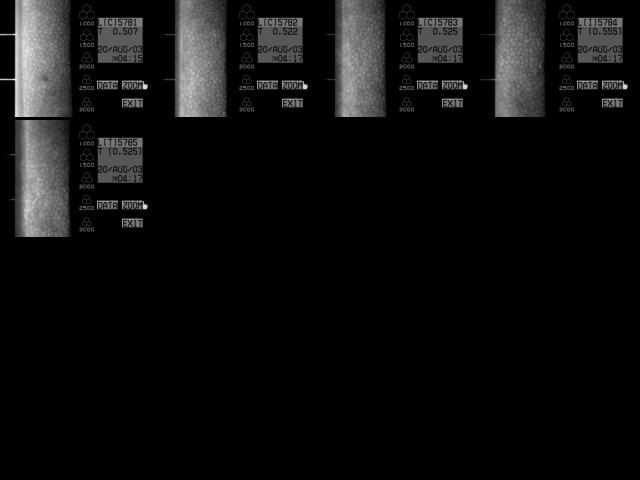 1000
1500
2000
2500
3000
L(C)5781
T 0.507
20/AUG/03
PM04:15
DATA ZOOM
EXIT
1000
1500
2000
2500
3000
L(C)5782
T 0.522
20/AUG/03
PM04:17
DATA ZOOM
EXIT
1000
1500
2000
2500
3000
L(C)5783
T 0.525
20/AUG/03
PM04:17
DATA ZOOM
EXIT
1000
1500
2000
2500
3000
L(I)5784
T (0.555)
20/AUG/03
PM04:17
DATA ZOOM
EXIT
1000
1500
2000
2500
3000
L(T)5785
T (0.525)
20/AUG/03
PM04:17
DATA ZOOM
EXIT